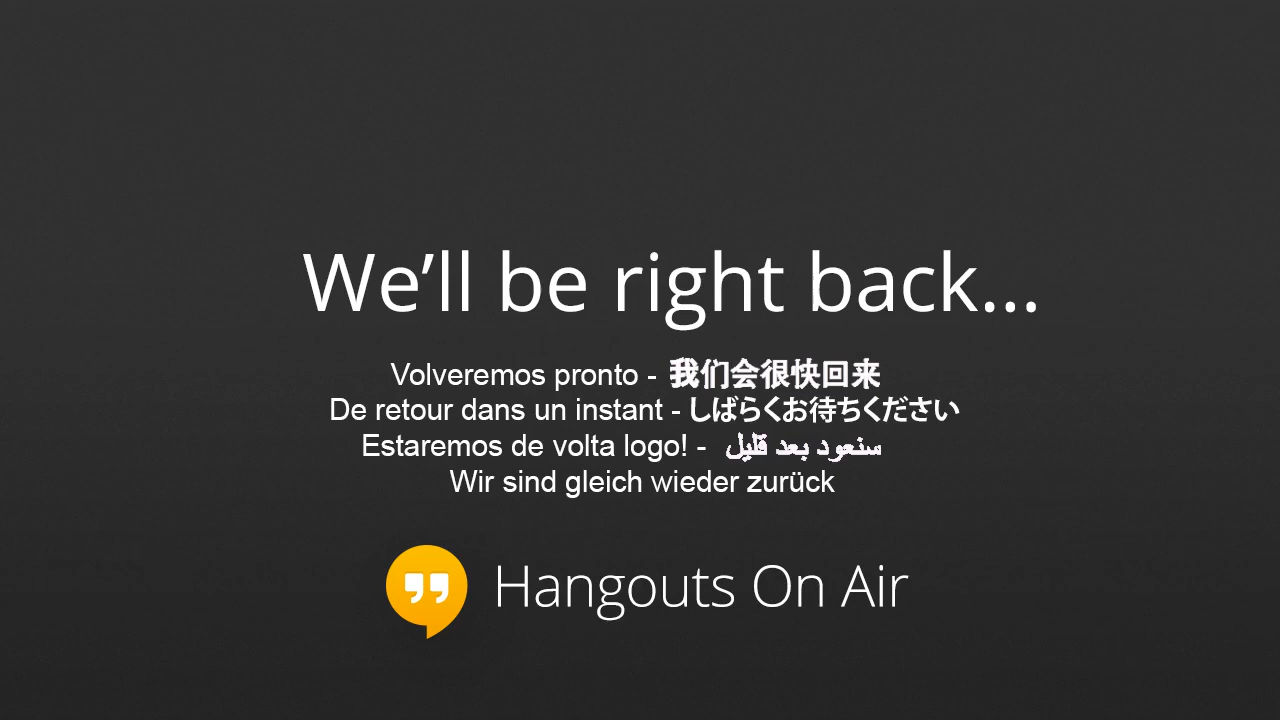 We’ll be right back...
Volveremos pronto - 我们会很快回来
De retour dans un instant - しばらくお待ちください
Estaremos de volta logo! - سنعود بعد قليل
Wir sind gleich wieder zurück
Hangouts On Air